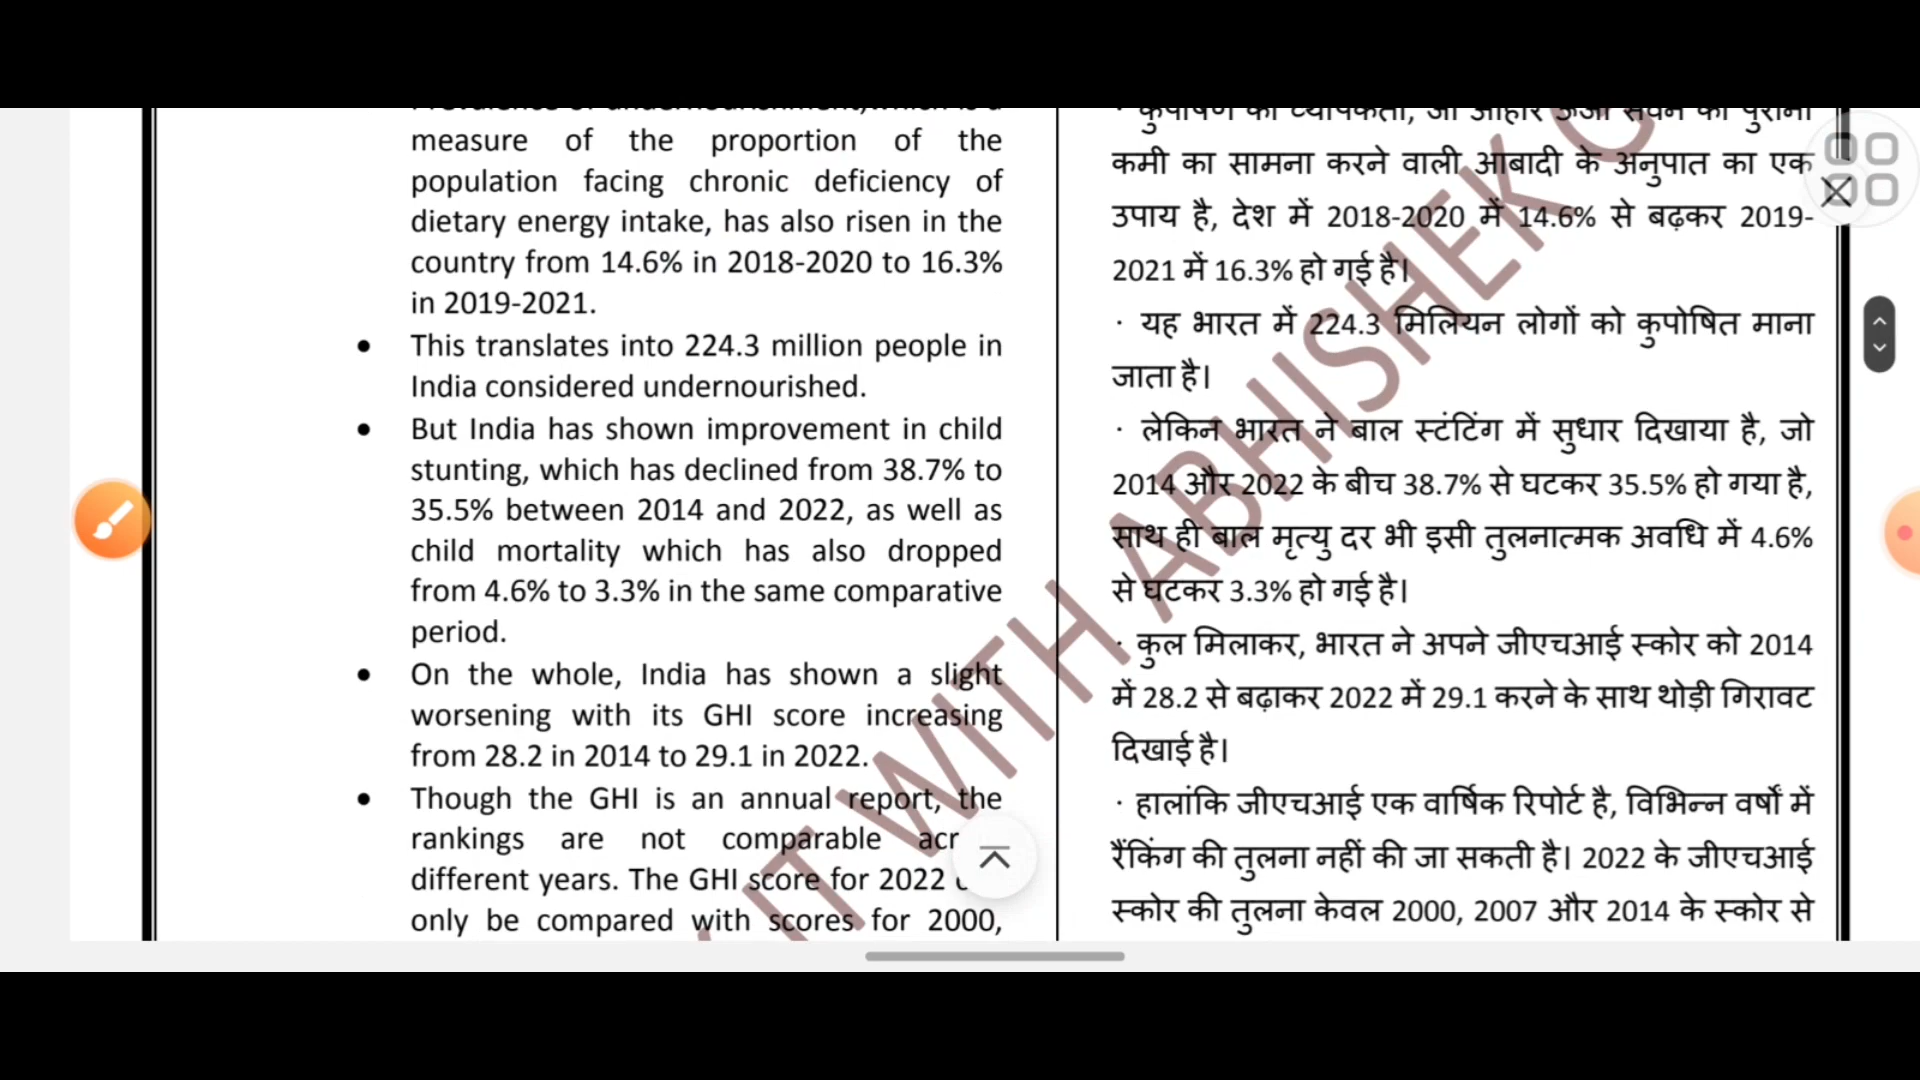 measure of the proportion of the
population facing chronic deficiency of
dietary energy intake, has also risen in the
country from 14.6% in 2018-2020 to 16.3%
in 2019-2021.
• This translates into 224.3 million people in
India considered undernourished.
• But India has shown improvement in child
stunting, which has declined from 38.7% to
35.5% between 2014 and 2022, as well as
child mortality which has also dropped
from 4.6% to 3.3% in the same comparative
period.
• On the whole, India has shown a slight
worsening with its GHI score increasing
from 28.2 in 2014 to 29.1 in 2022.
• Though the GHI is an annual report, the
rankings are not comparable
different years. The GHI score for 2022
only be compared with scores for 2000,
· कुपोषण की व्यापकता, जो आहार ऊर्जा सेवन की पुरानी
कमी का सामना करने वाली आबादी के अनुपात का एक
उपाय है, देश में 2018-2020 में 14.6% से बढ़कर 2019-
2021 में 16.3% हो गई है।
· यह भारत में 224.3 मिलियन लोगों को कुपोषित माना
जाता है।
· लेकिन भारत ने बाल स्टंटिंग में सुधार दिखाया है, जो
2014 और 2022 के बीच 38.7% से घटकर 35.5% हो गया है,
साथ ही बाल मृत्यु दर भी इसी तुलनात्मक अवधि में 4.6%
से घटकर 3.3% हो गई है।
· कुल मिलाकर, भारत ने अपने जीएचआई स्कोर को 2014
में 28.2 से बढ़ाकर 2022 में 29.1 करने के साथ थोड़ी गिरावट
दिखाई है।
· हालांकि जीएचआई एक वार्षिक रिपोर्ट है, विभिन्न वर्षों में
रैंकिंग की तुलना नहीं की जा सकती है। 2022 के जीएचआई
स्कोर की तुलना केवल 2000, 2007 और 2014 के स्कोर से
IT WITH ABHISHEK G